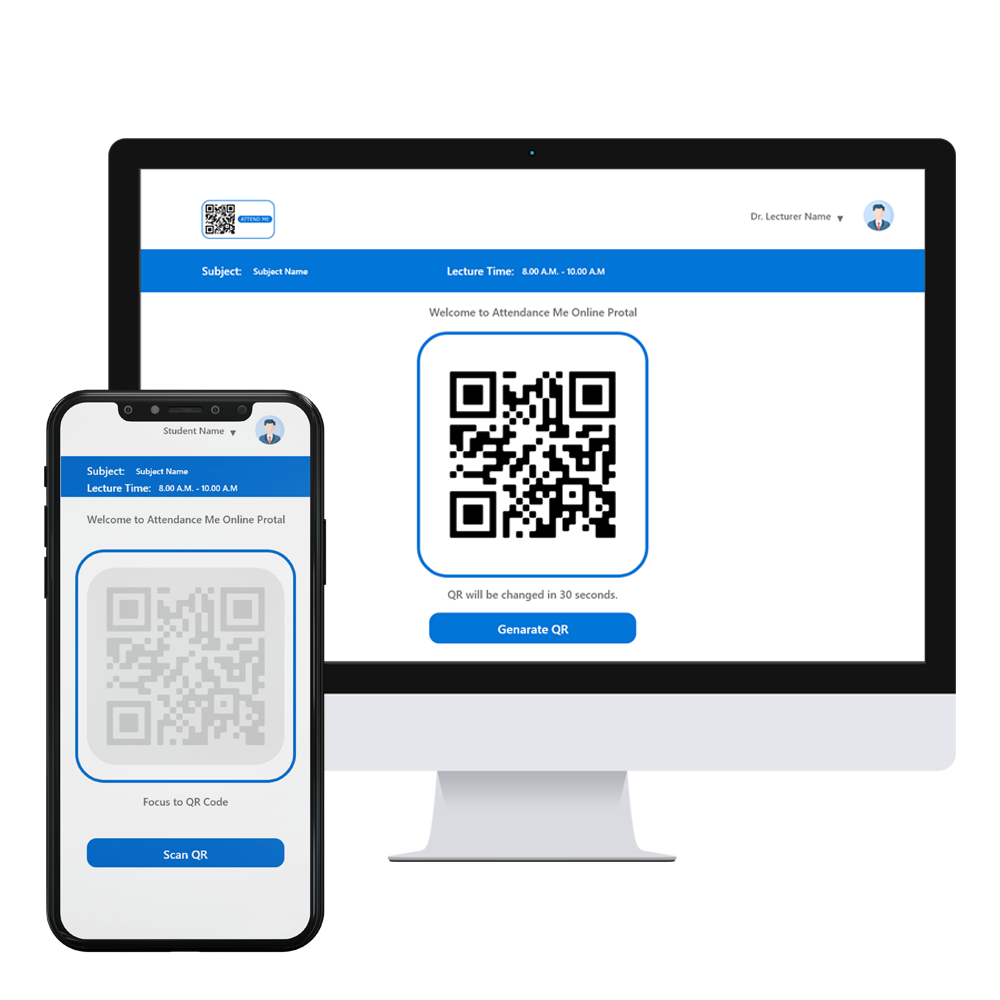 ATTEND ME
Dr. Lecturer Name
Subject: Subject Name
Lecture Time: 8.00 A.M. - 10.00 A.M
Welcome to Attendance Me Online Protal
QR will be changed in 30 seconds.
Genarate QR
Student Name
Subject: Subject Name
Lecture Time: 8.00 A.M. - 10.00 A.M
Welcome to Attendance Me Online Protal
Focus to QR Code
Scan QR